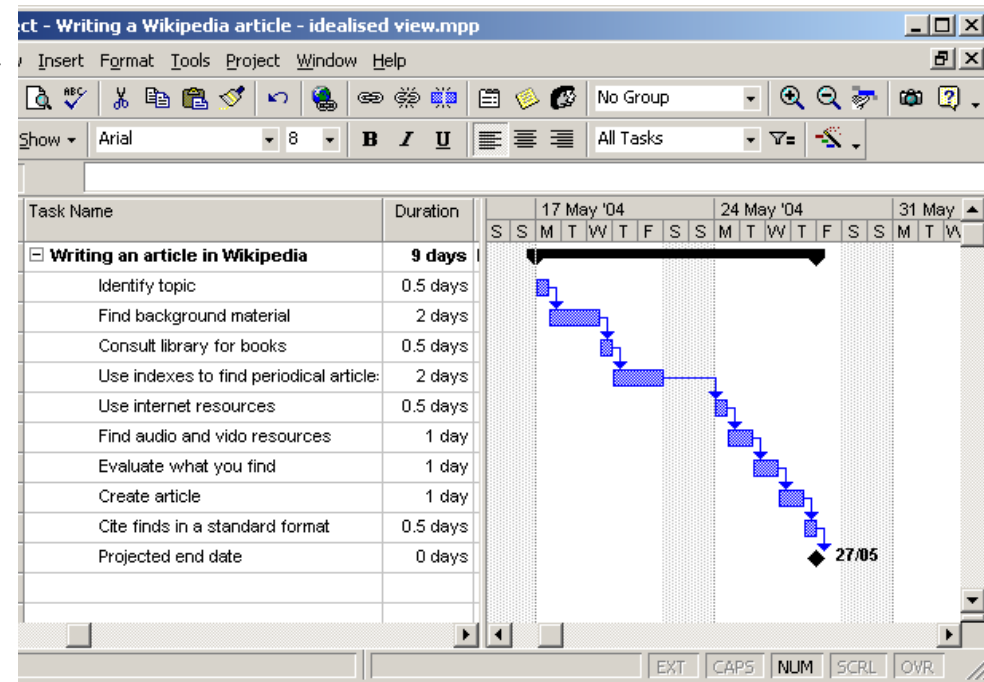 ct - Writing a Wikipedia article - idealised view.mpp
Insert Format Tools Project Window Help
ABC No Group
Show Arial 8 B I U All Tasks
Task Name Duration 17 May '04 24 May '04 31 May
S S M T W T F S S M T W T F S S M T W
Writing an article in Wikipedia 9 days
Identify topic 0.5 days
Find background material 2 days
Consult library for books 0.5 days
Use indexes to find periodical article: 2 days
Use internet resources 0.5 days
Find audio and vido resources 1 day
Evaluate what you find 1 day
Create article 1 day
Cite finds in a standard format 0.5 days
Projected end date 0 days 27/05
EXT CAPS NUM SCRL OVR